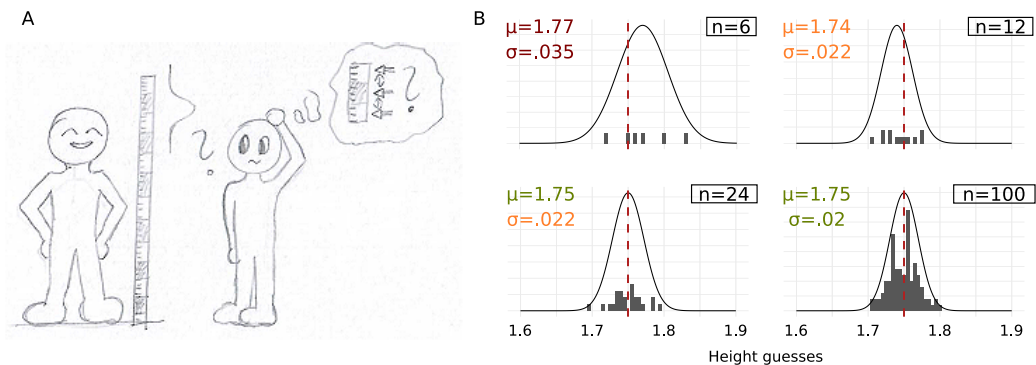 A
B
μ=1.77
σ=.035
n=6
μ=1.74
σ=.022
n=12
μ=1.75
σ=.022
n=24
μ=1.75
σ=.02
n=100
1.6
1.7
1.8
1.9
1.6
1.7
1.8
1.9
Height guesses
?
?